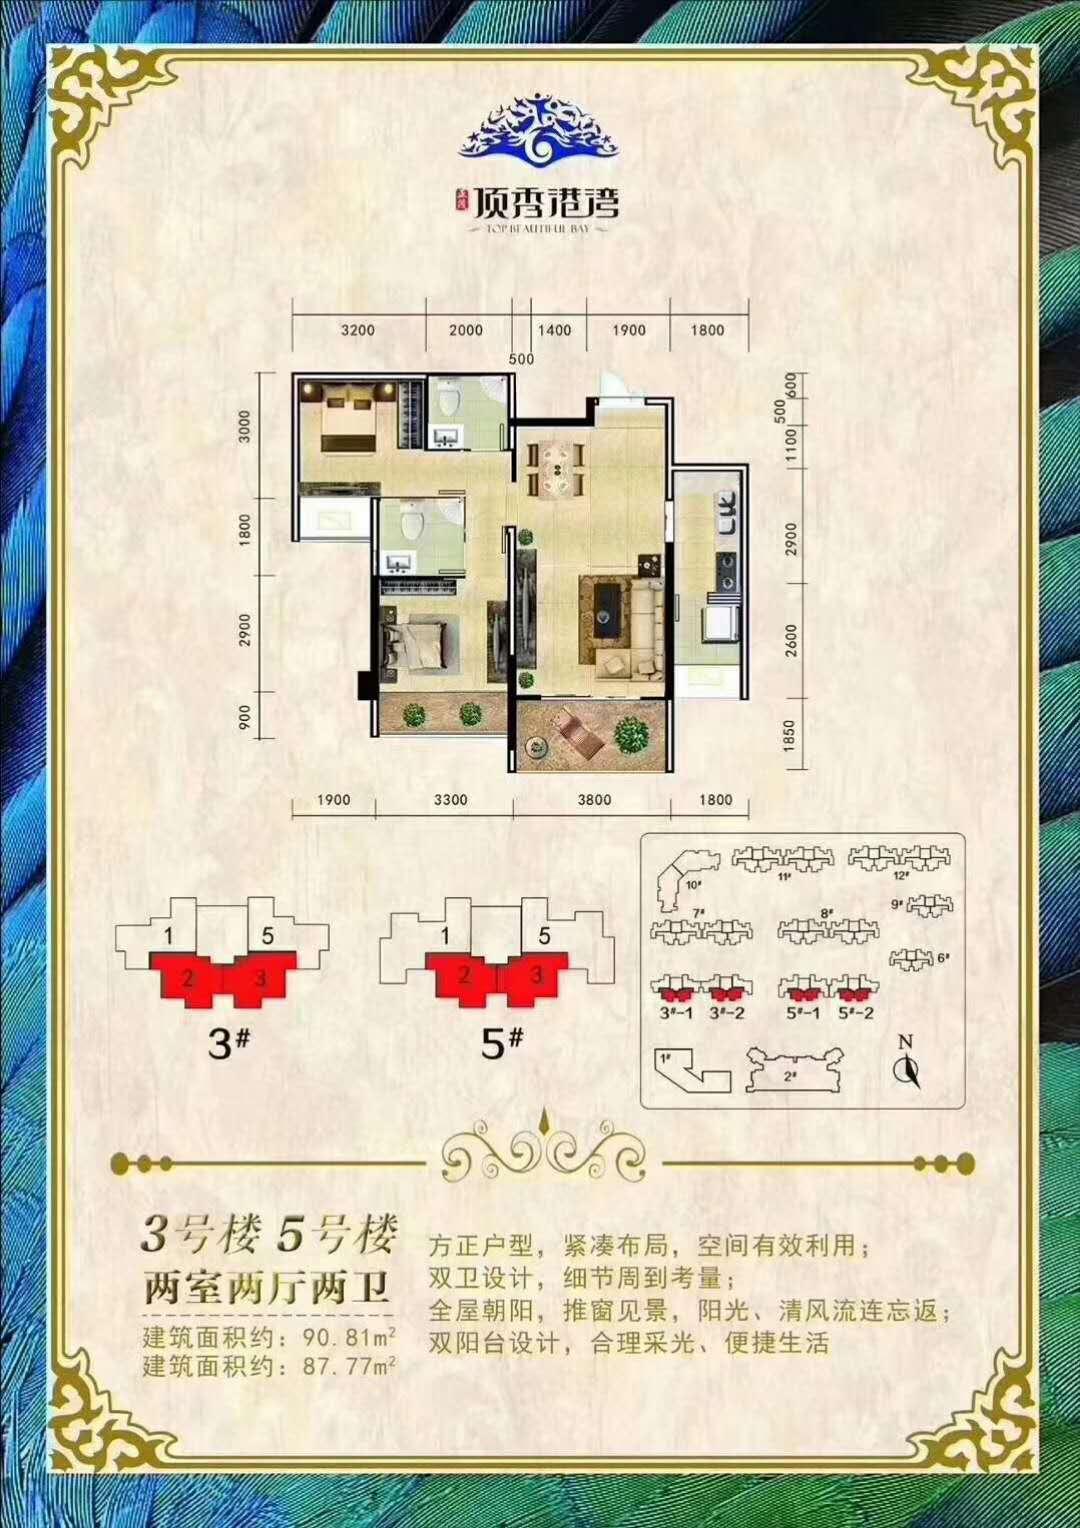 顶秀港湾
TOP BEAUTIFUL BAY
3200 2000 1400 1900 1800
500
3000
1800
2900
900
600
500
1100
2900
2600
1850
1900 3300 3800 1800
1 5
2 3
3#
1 5
2 3
5#
10# 11# 12#
9#
7# 8#
6#
3#-1 3#-2 5#-1 5#-2
1# 2#
N
3号楼 5号楼
两室两厅两卫
建筑面积约：90.81m²
建筑面积约：87.77m²
方正户型，紧凑布局，空间有效利用；
双卫设计，细节周到考量；
全屋朝阳，推窗见景，阳光、清风流连忘返；
双阳台设计，合理采光、便捷生活